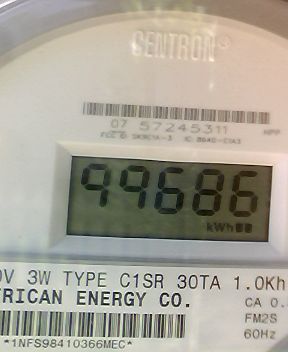 CENTRON
07 57245311
99686
kWh
0V 3W TYPE C1SR 30TA 1.0Kh
TRICAN ENERGY CO.
CA 0.
FM2S
60Hz
*1NFS98410366MEC*